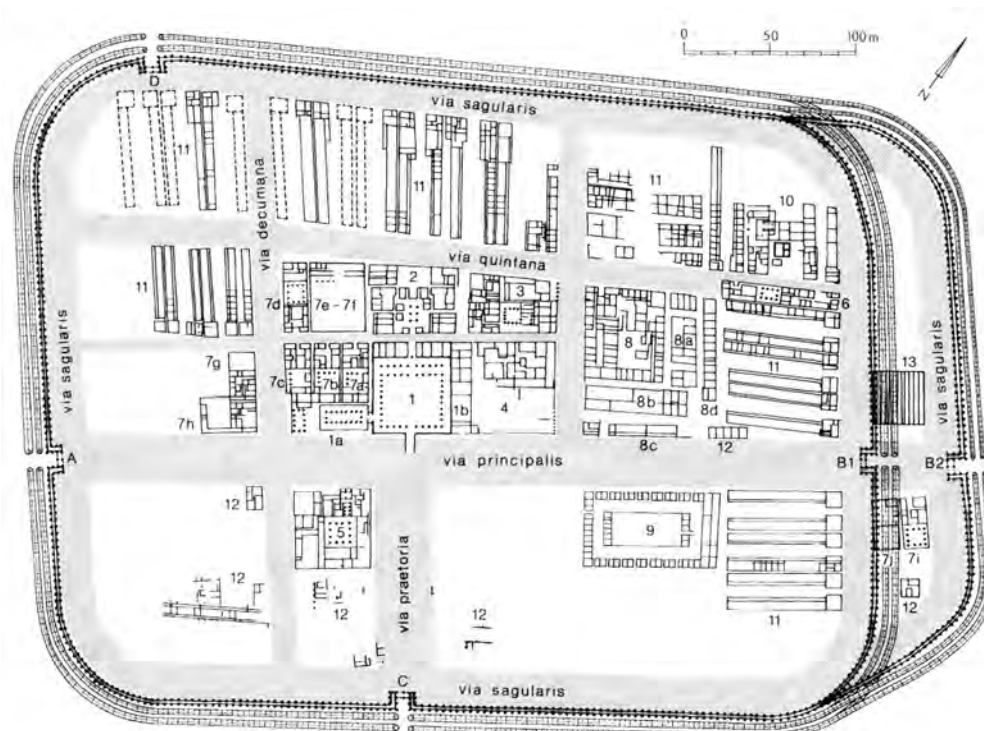 0 50 100 m
N
D
via sagularis
11
11
11
10
via decumana
via quintana
2
3
6
7d
7e-7f
11
8
8a
11
13
via sagularis
via sagularis
7g
7c
7b
7a
1
1b
4
8b
8d
7h
1a
8c
12
A
via principalis
B1
B2
12
5
9
7j
7i
12
12
12
12
11
via praetoria
C
via sagularis